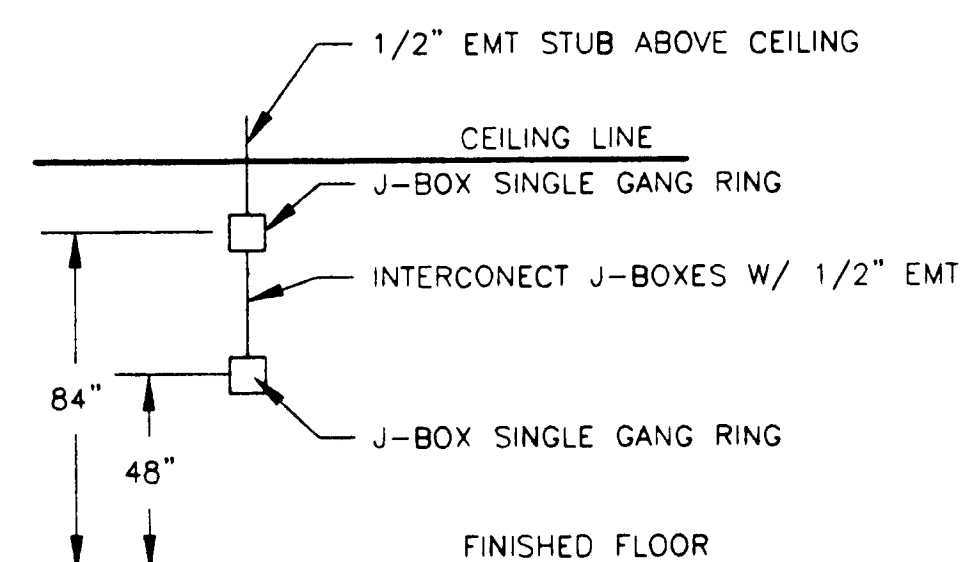 1/2" EMT STUB ABOVE CEILING
CEILING LINE
J-BOX SINGLE GANG RING
INTERCONECT J-BOXES W/ 1/2" EMT
84"
J-BOX SINGLE GANG RING
48"
FINISHED FLOOR